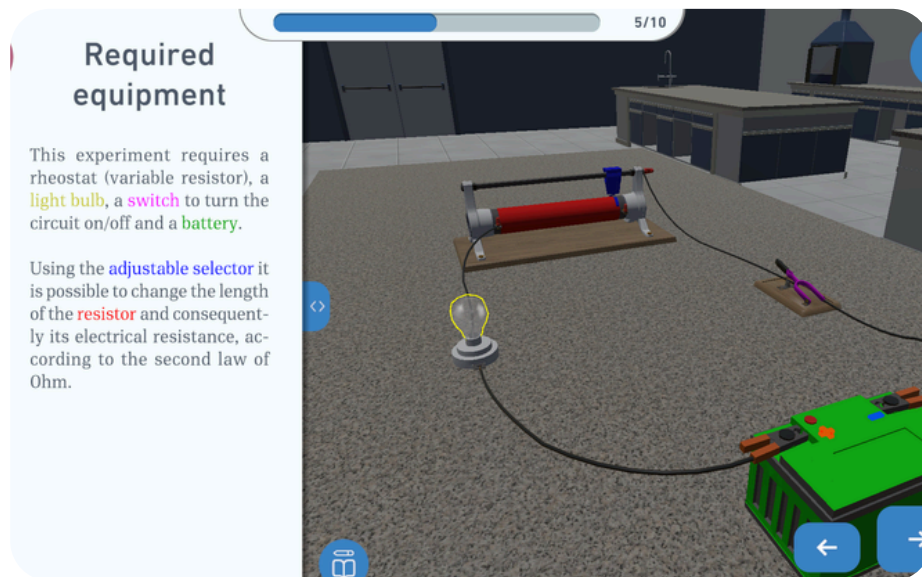 5/10
Required
equipment
This experiment requires a
rheostat (variable resistor), a
light bulb, a switch to turn the
circuit on/off and a battery.
Using the adjustable selector it
is possible to change the length
of the resistor and consequent-
ly its electrical resistance, ac-
cording to the second law of
Ohm.